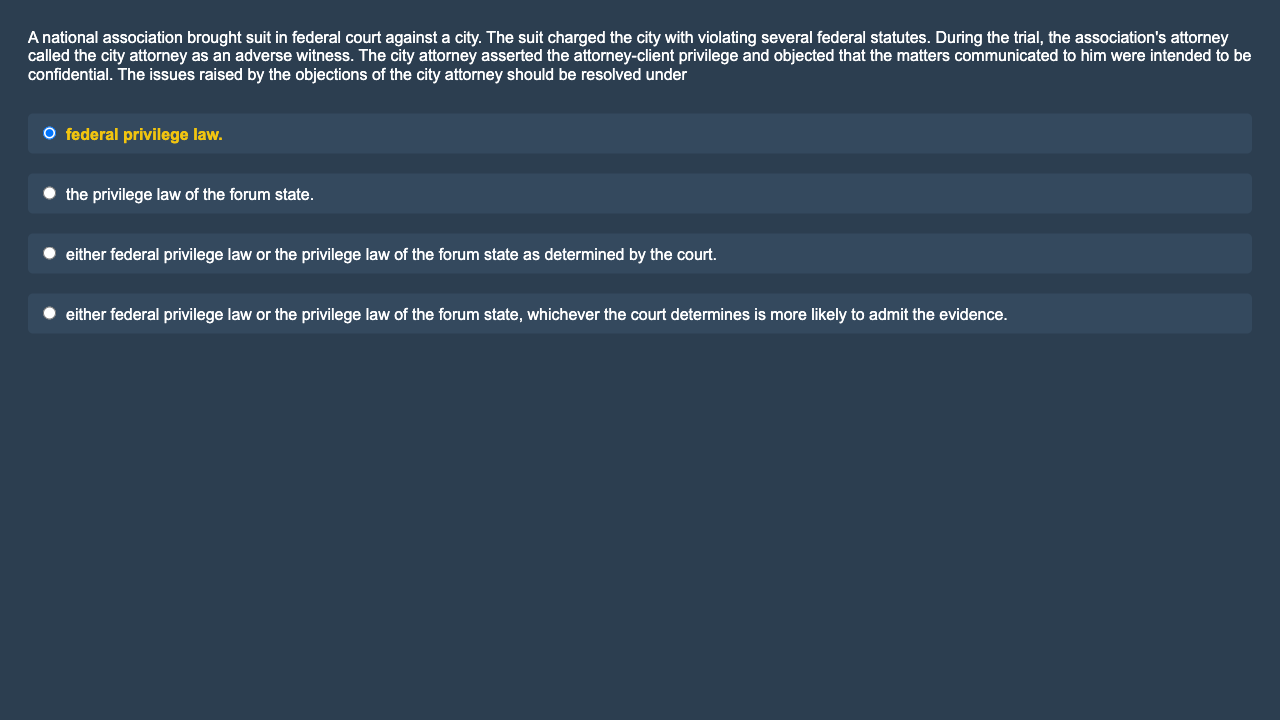 A national association brought suit in federal court against a city. The suit charged the city with violating several federal statutes. During the trial, the association's attorney
called the city attorney as an adverse witness. The city attorney asserted the attorney-client privilege and objected that the matters communicated to him were intended to be
confidential. The issues raised by the objections of the city attorney should be resolved under
federal privilege law.
the privilege law of the forum state.
either federal privilege law or the privilege law of the forum state as determined by the court.
either federal privilege law or the privilege law of the forum state, whichever the court determines is more likely to admit the evidence.